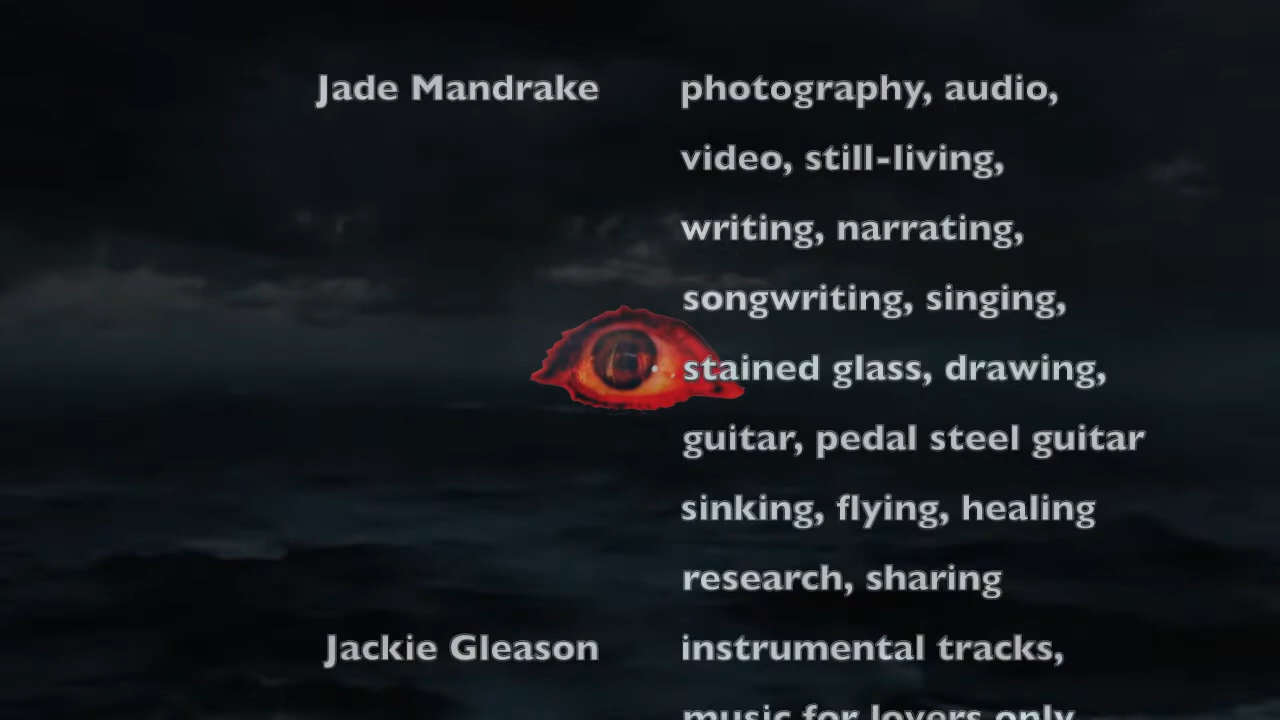 Jade Mandrake photography, audio,
video, still-living,
writing, narrating,
songwriting, singing,
stained glass, drawing,
guitar, pedal steel guitar
sinking, flying, healing
research, sharing
Jackie Gleason instrumental tracks,
music for lovers only